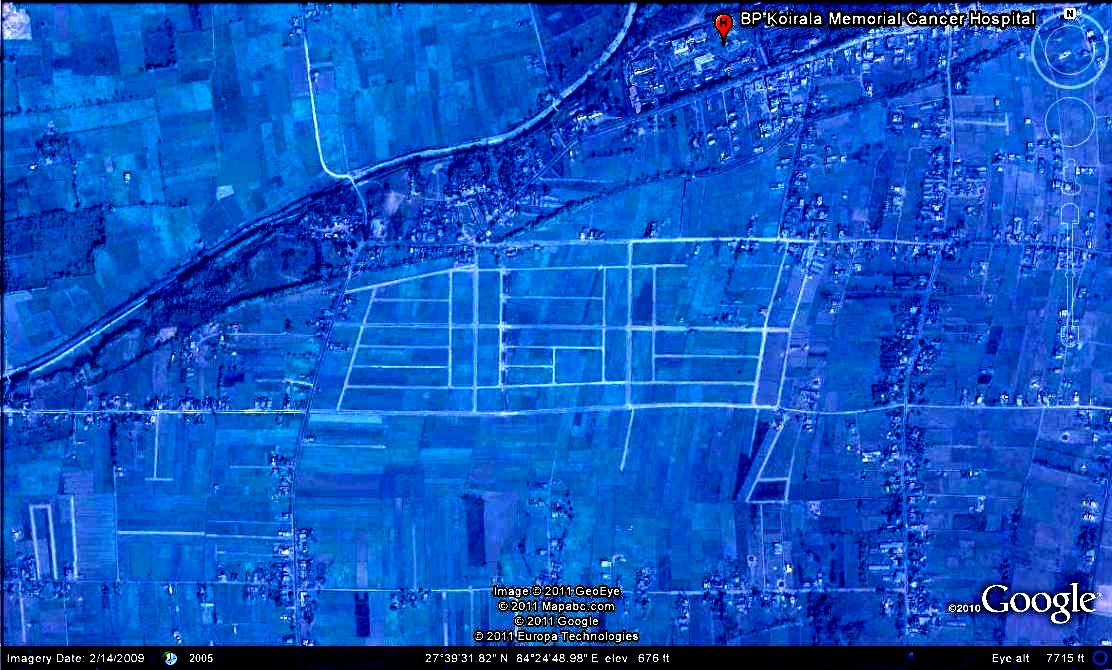 BP Koirala Memorial Cancer Hospital
H
N
Image © 2011 GeoEye
© 2011 Mapabc.com
© 2011 Google
© 2011 Europa Technologies
©2010 Google
Imagery Date: 2/14/2009 2005 27°39'31.82" N 84°24'48.98" E elev 676 ft Eye alt 7715 ft